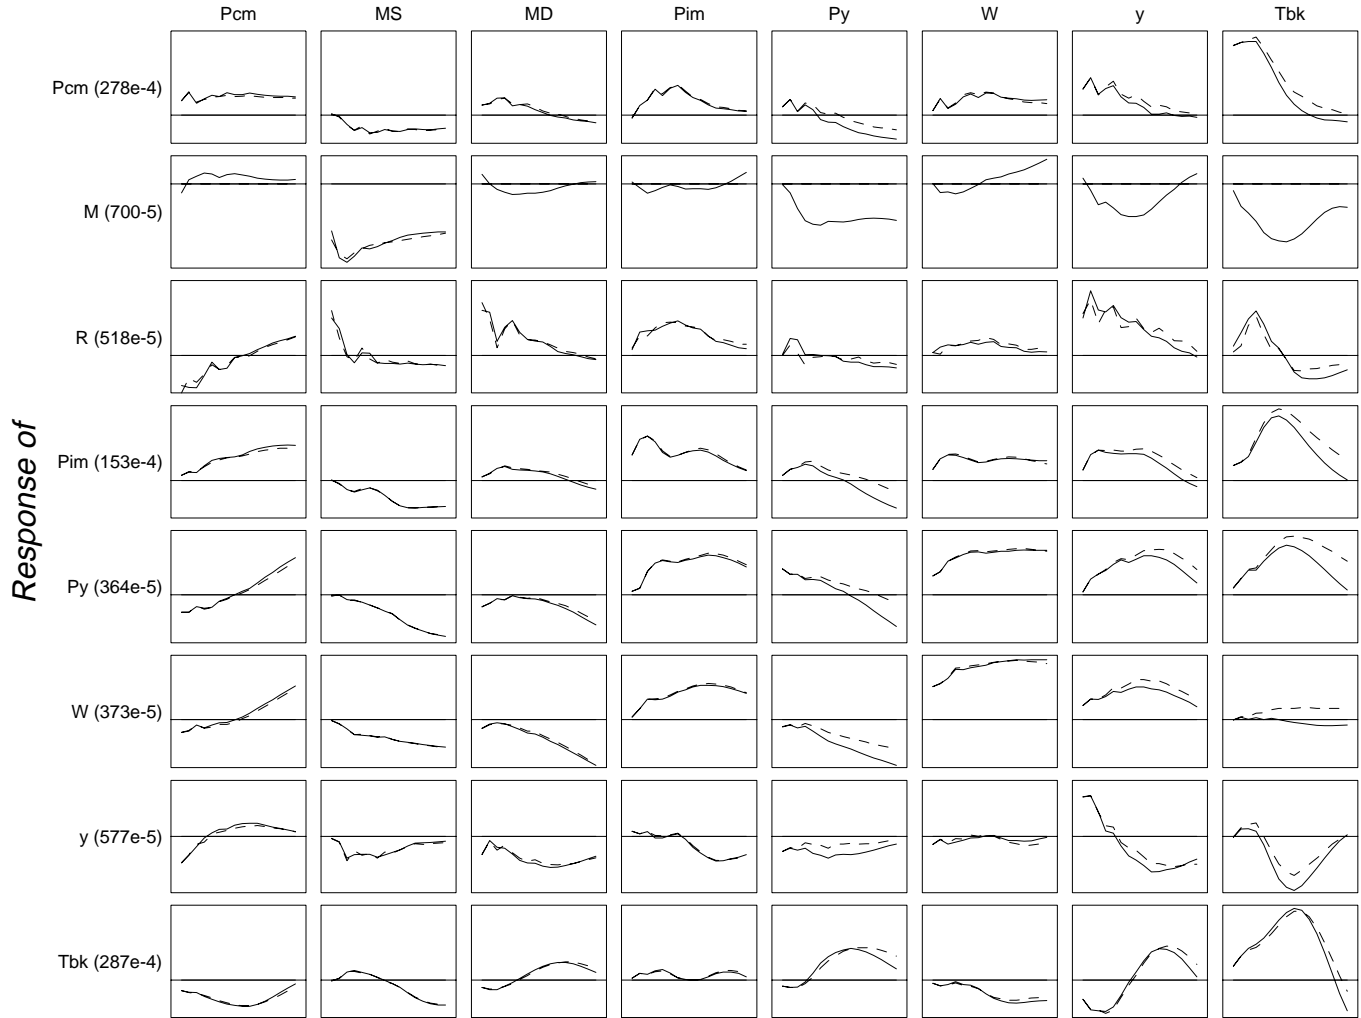 Pcm MS MD Pim Py W y Tbk
Pcm (278e-4)
M (700-5)
R (518e-5)
Pim (153e-4)
Response of
Py (364e-5)
W (373e-5)
y (577e-5)
Tbk (287e-4)